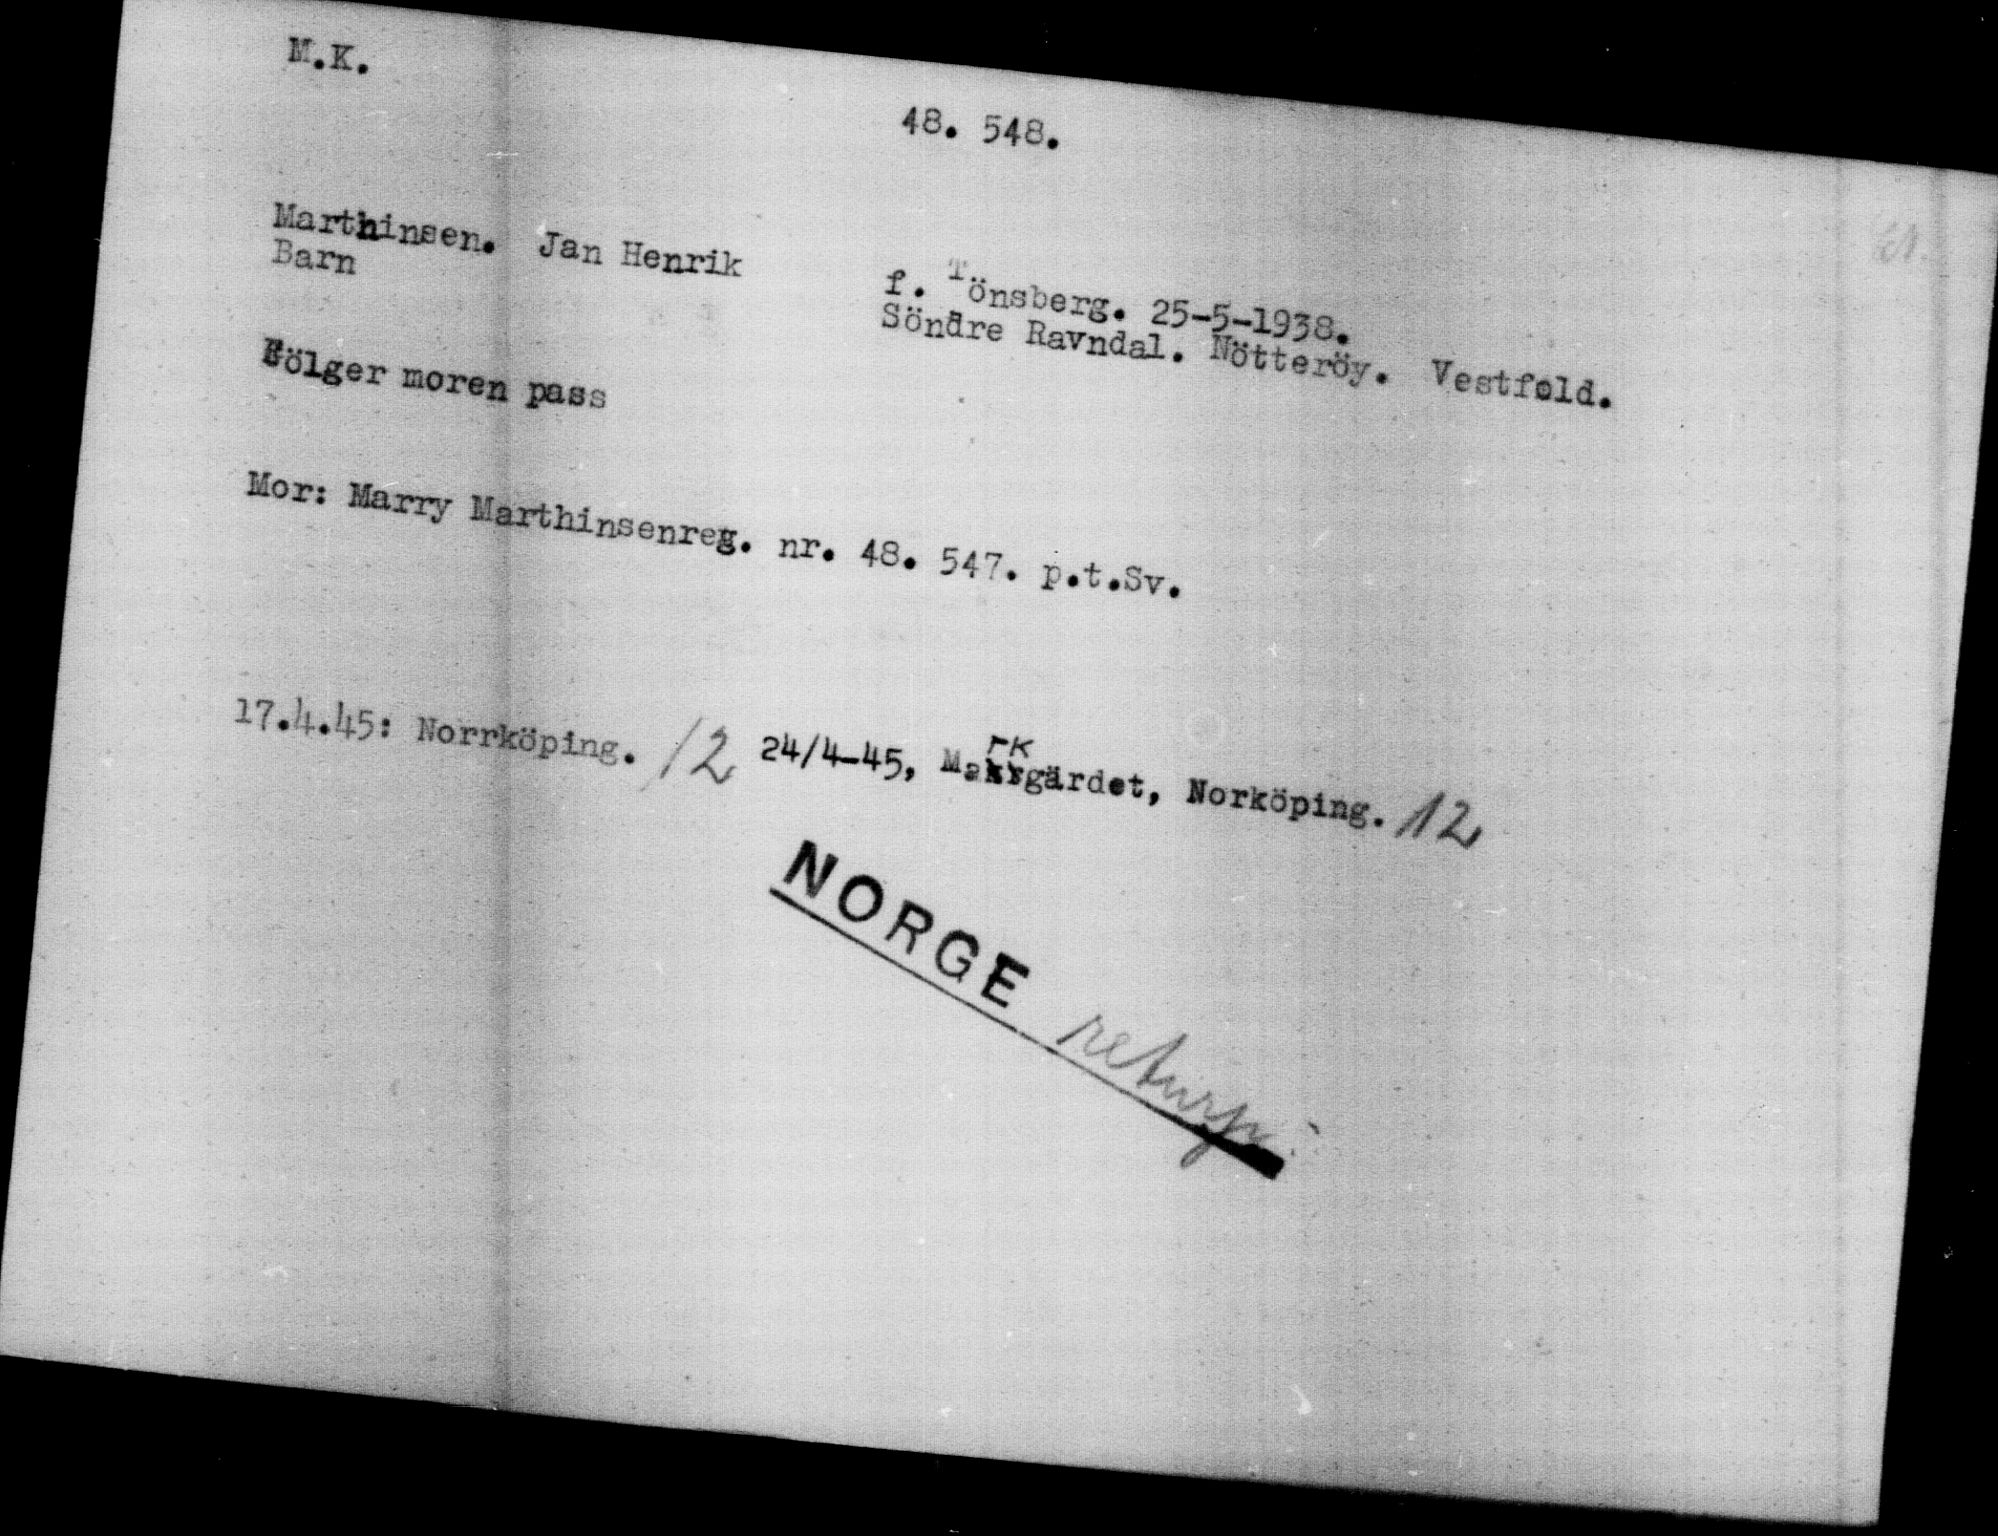 M.K.
48. 548.
Marthinsen. Jan Henrik
Barn
f. Tönsberg. 25-5-1938.
Söndre Ravndal. Nötteröy. Vestfold.
Fölger moren pass
Mor: Marry Marthinsenreg. nr. 48. 547. p.t.Sv.
17.4.45: Norrköping. 12 24/4-45, Markgärdet, Norköping. 12
NORGE